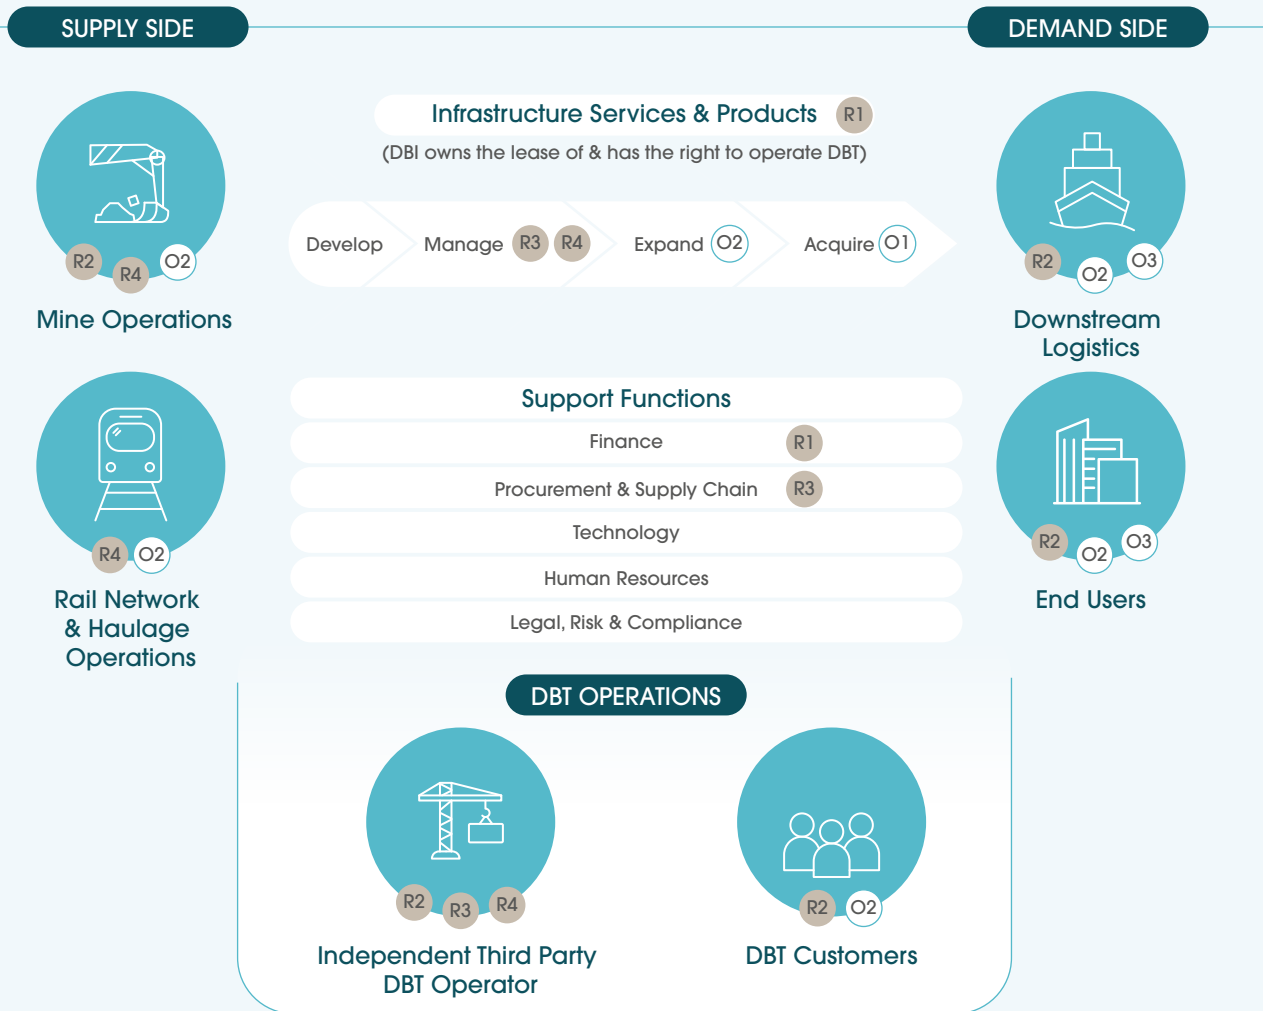 SUPPLY SIDE
DEMAND SIDE
Infrastructure Services & Products R1
(DBI owns the lease of & has the right to operate DBT)
Develop
Manage R3 R4
Expand O2
Acquire O1
R2 R4 O2
Mine Operations
R2 O2 O3
Downstream
Logistics
Support Functions
Finance R1
Procurement & Supply Chain R3
Technology
Human Resources
Legal, Risk & Compliance
R4 O2
Rail Network
& Haulage
Operations
R2 O2 O3
End Users
DBT OPERATIONS
R2 R3 R4
Independent Third Party
DBT Operator
R2 O2
DBT Customers